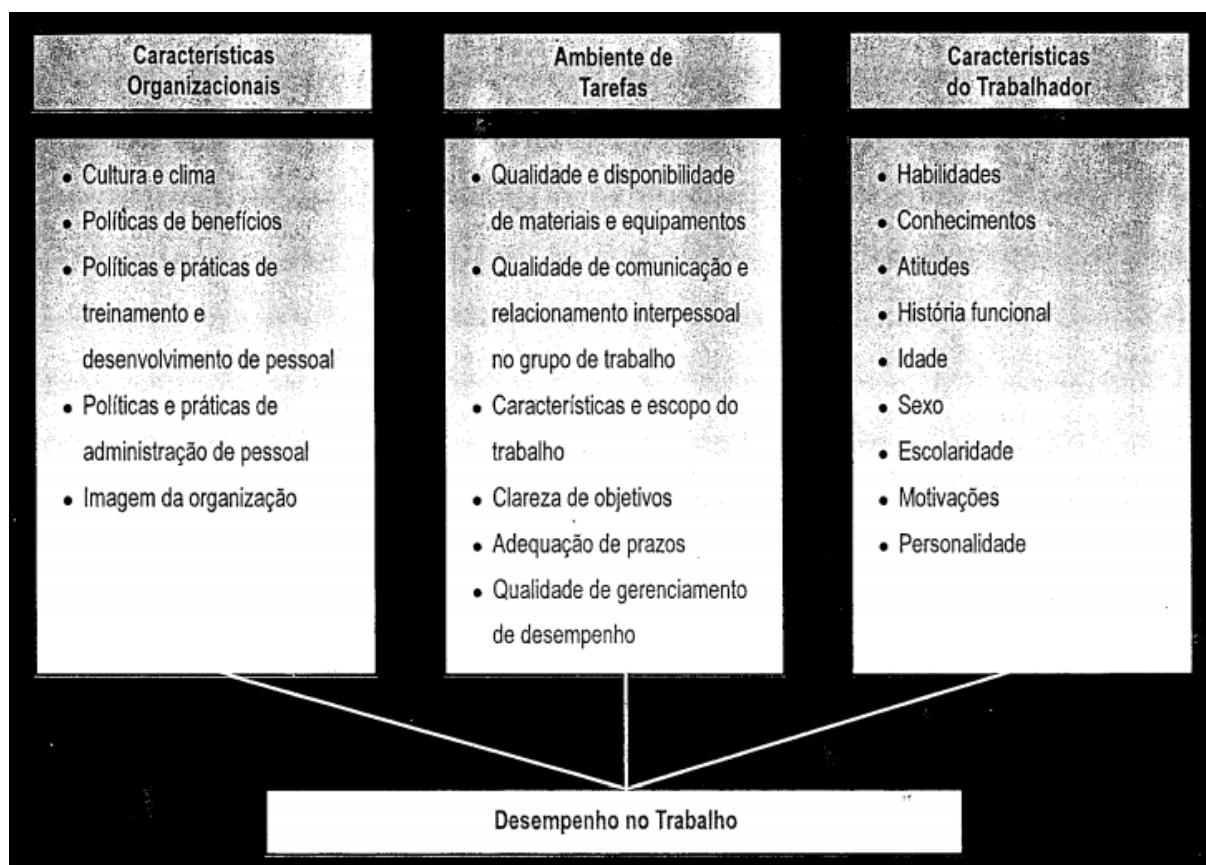 Características
Organizacionais
• Cultura e clima
• Políticas de benefícios
• Políticas e práticas de
treinamento e
desenvolvimento de pessoal
• Políticas e práticas de
administração de pessoal
• Imagem da organização
Ambiente de
Tarefas
• Qualidade e disponibilidade
de materiais e equipamentos
• Qualidade de comunicação e
relacionamento interpessoal
no grupo de trabalho
• Características e escopo do
trabalho
• Clareza de objetivos
• Adequação de prazos
• Qualidade de gerenciamento
de desempenho
Características
do Trabalhador
• Habilidades
• Conhecimentos
• Atitudes
• História funcional
• Idade
• Sexo
• Escolaridade
• Motivações
• Personalidade
Desempenho no Trabalho